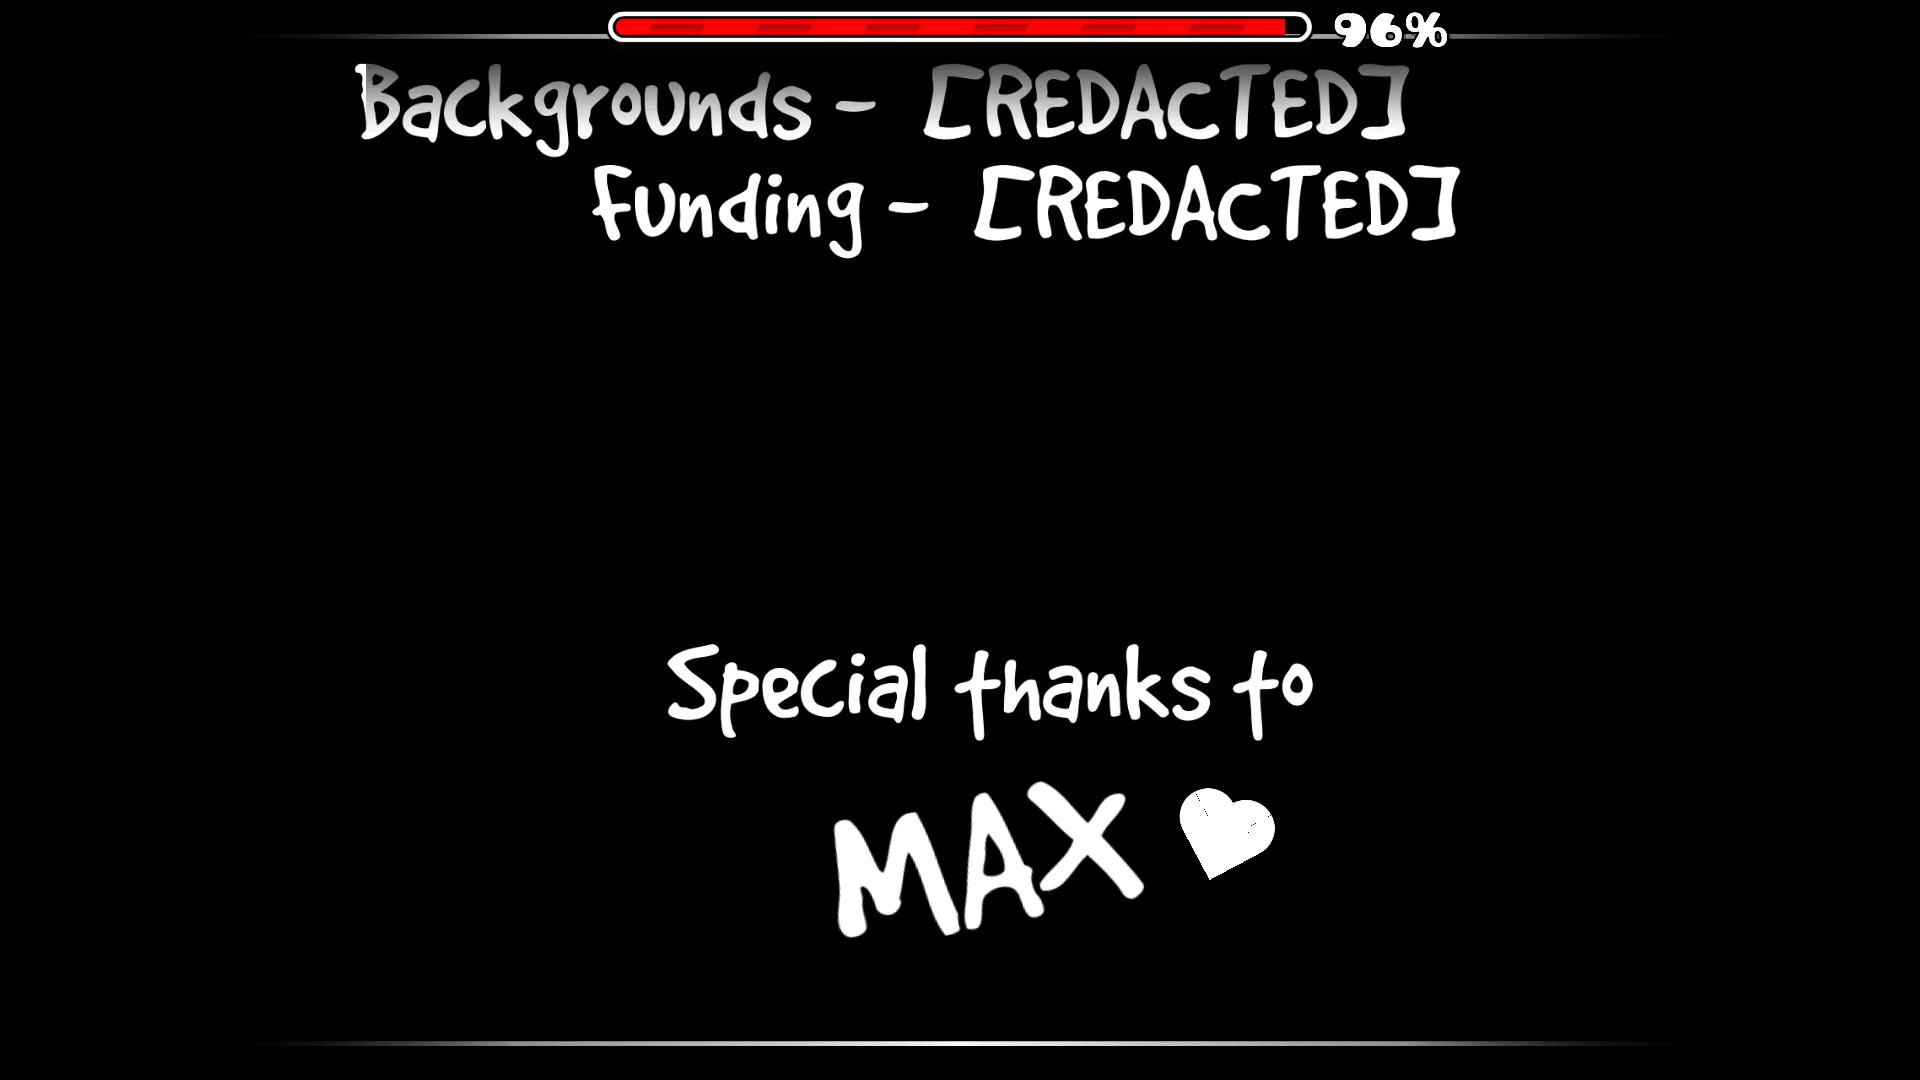 96%
Backgrounds - [REDACTED]
Funding - [REDACTED]
Special thanks to
MAX